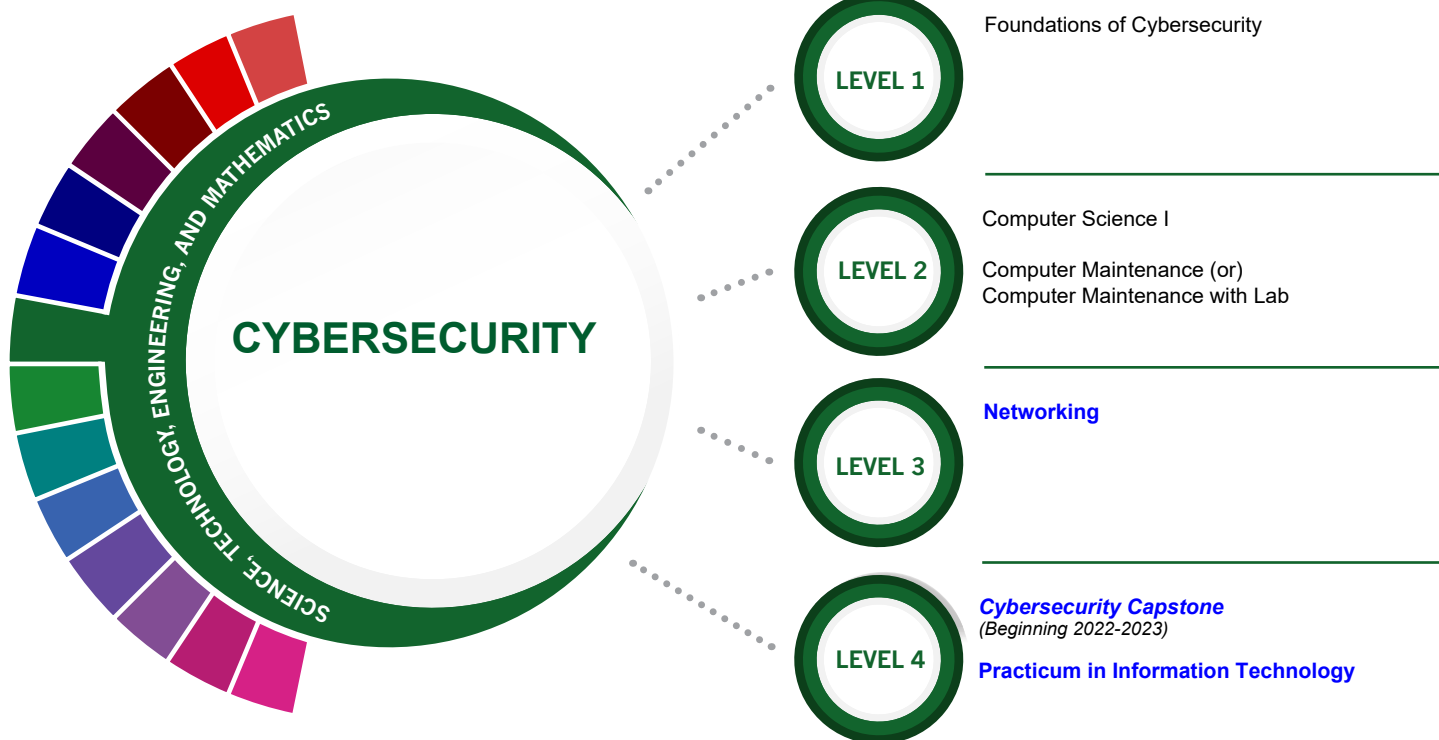 SCIENCE, TECHNOLOGY, ENGINEERING, AND MATHEMATICS
CYBERSECURITY
LEVEL 1
Foundations of Cybersecurity
LEVEL 2
Computer Science I
Computer Maintenance (or)
Computer Maintenance with Lab
LEVEL 3
Networking
LEVEL 4
Cybersecurity Capstone
(Beginning 2022-2023)
Practicum in Information Technology